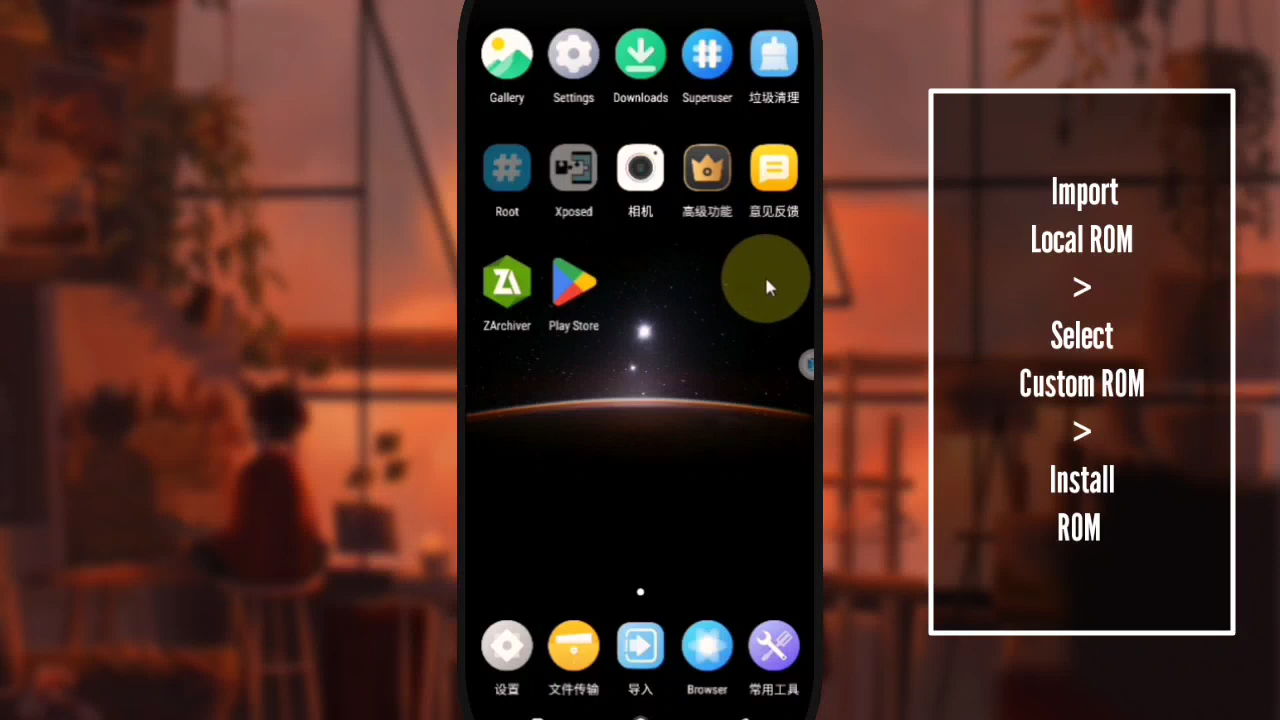 Gallery
Settings
Downloads
Superuser
垃圾清理
Root
Xposed
相机
高级功能
意见反馈
ZArchiver
Play Store
设置
文件传输
导入
Browser
常用工具
Import
Local ROM
>
Select
Custom ROM
>
Install
ROM